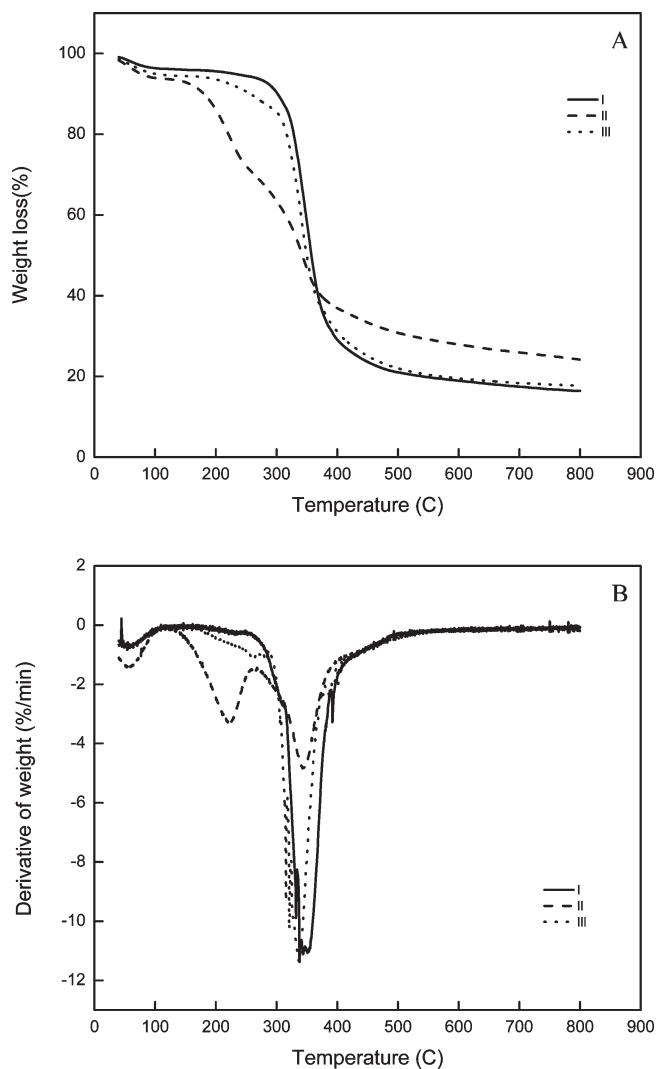 A
100
80
60
40
20
0
Weight loss(%)
I
II
III
0 100 200 300 400 500 600 700 800 900
Temperature (C)
B
2
0
-2
-4
-6
-8
-10
-12
Derivative of weight (%/min)
I
II
III
0 100 200 300 400 500 600 700 800 900
Temperature (C)